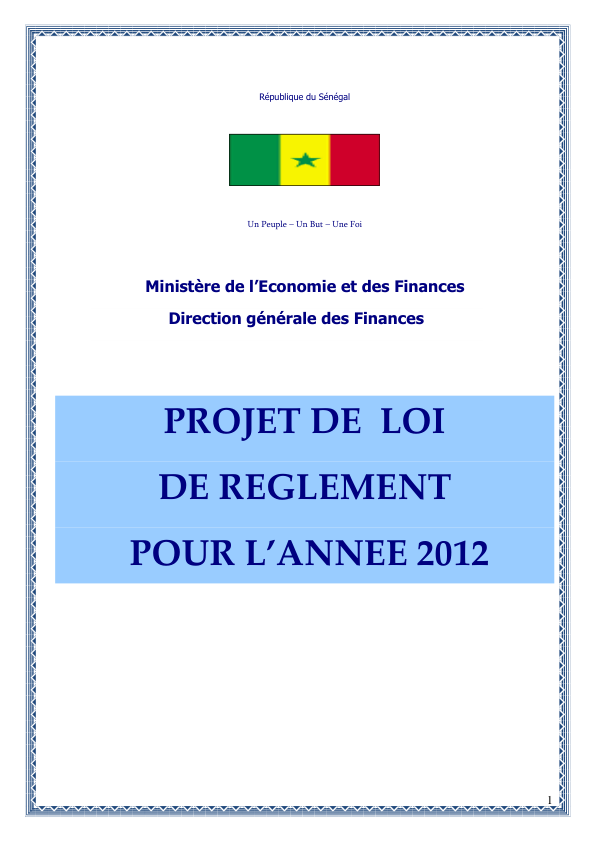 République du Sénégal
Un Peuple – Un But – Une Foi
Ministère de l’Economie et des Finances
Direction générale des Finances
PROJET DE LOI
DE REGLEMENT
POUR L’ANNEE 2012
1